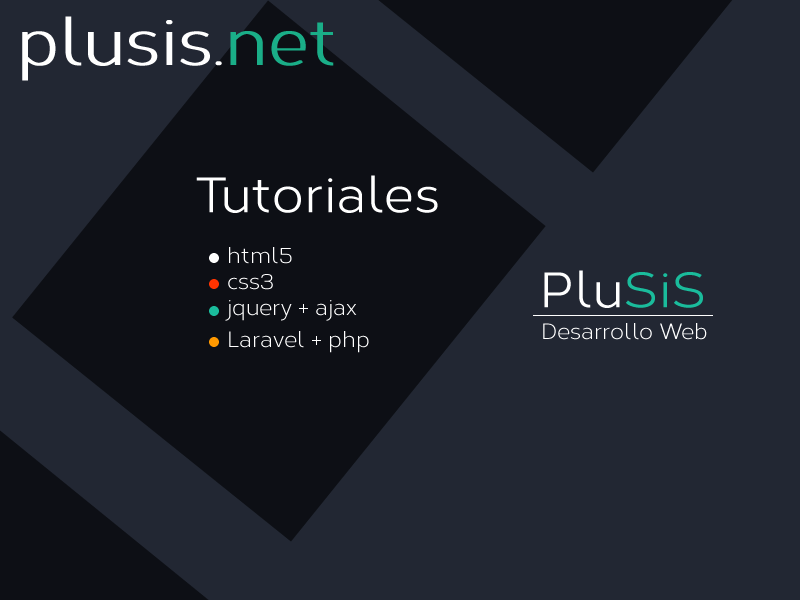 plusis.net
Tutoriales
html5
css3
jquery + ajax
Laravel + php
PluSiS
Desarrollo Web